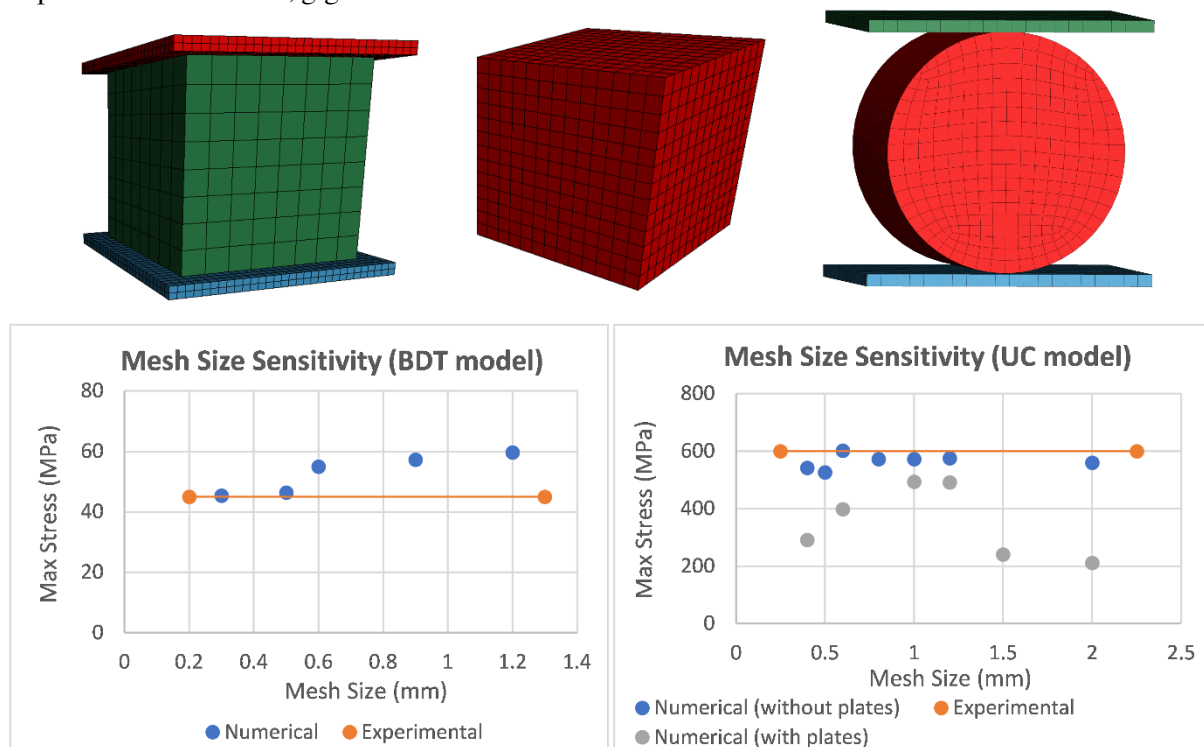 Mesh Size Sensitivity (BDT model)
80
60
40
20
0
Max Stress (MPa)
0 0.2 0.4 0.6 0.8 1 1.2 1.4
Mesh Size (mm)
Numerical Experimental
Mesh Size Sensitivity (UC model)
800
600
400
200
0
Max Stress (MPa)
0 0.5 1 1.5 2 2.5
Mesh Size (mm)
Numerical (without plates) Experimental
Numerical (with plates)